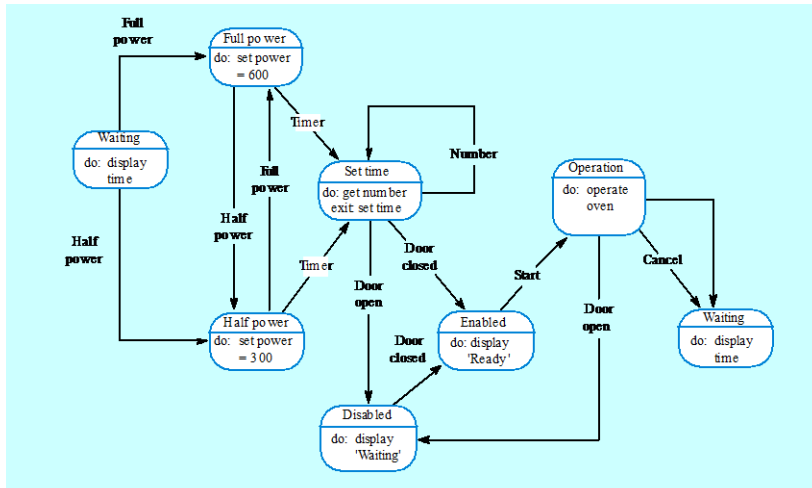 Full
power
Full power
do: set power
= 600
Timer
Waiting
do: display
time
Full
power
Number
Set time
do: get number
exit: set time
Operation
do: operate
oven
Half
power
Half
power
Timer
Door
closed
Door
open
Start
Cancel
Door
open
Half power
do: set power
= 300
Door
closed
Enabled
do: display
'Ready'
Waiting
do: display
time
Disabled
do: display
'Waiting'